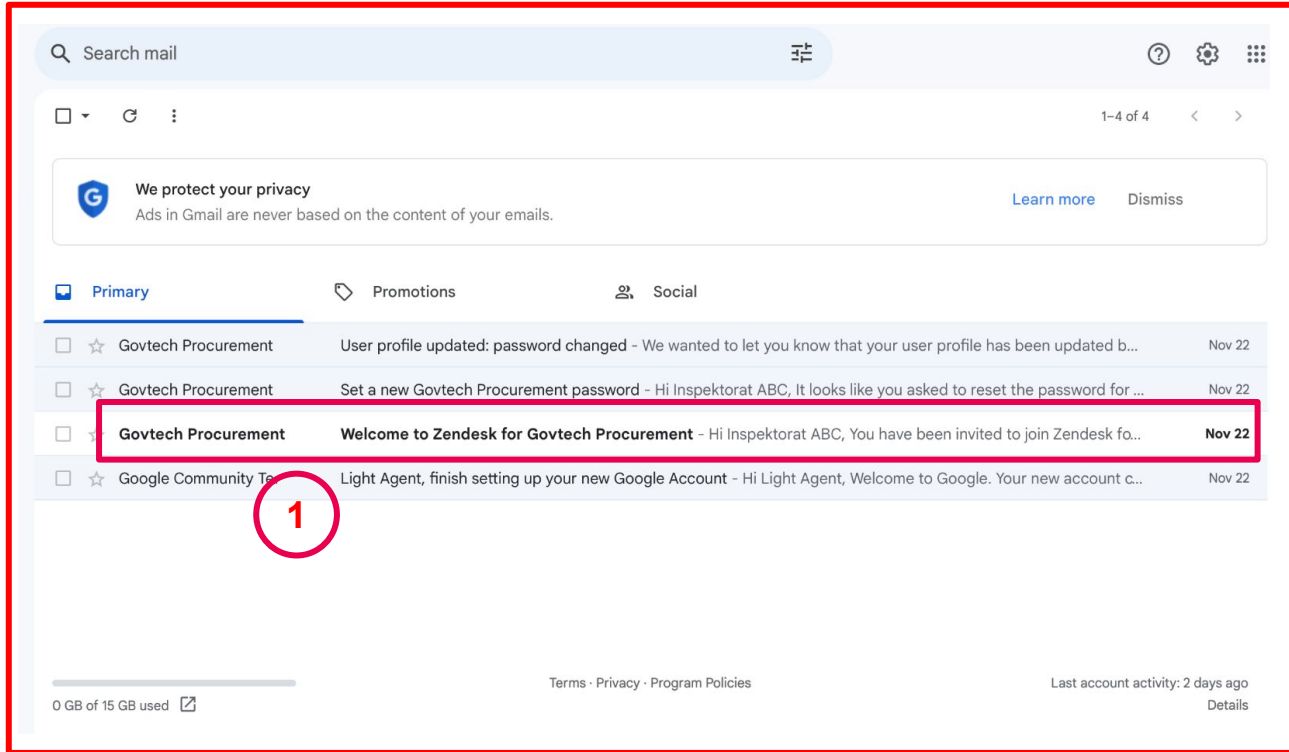 Search mail
1–4 of 4
We protect your privacy
Ads in Gmail are never based on the content of your emails.
Learn more Dismiss
Primary Promotions Social
Govtech Procurement User profile updated: password changed - We wanted to let you know that your user profile has been updated b... Nov 22
Govtech Procurement Set a new Govtech Procurement password - Hi Inspektorat ABC, It looks like you asked to reset the password for ... Nov 22
Govtech Procurement Welcome to Zendesk for Govtech Procurement - Hi Inspektorat ABC, You have been invited to join Zendesk fo... Nov 22
Google Community Light Agent, finish setting up your new Google Account - Hi Light Agent, Welcome to Google. Your new account c... Nov 22
1
Terms · Privacy · Program Policies
Last account activity: 2 days ago
0 GB of 15 GB used
Details